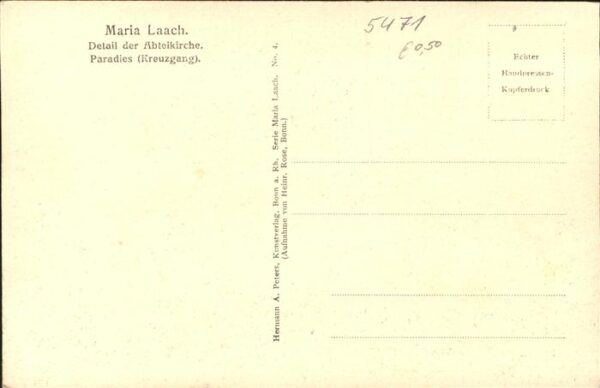 Maria Laach.
Detail der Abteikirche.
Paradies (Kreuzgang).
5471
€ 0,50
Echter
Handpressen-
Kupferdruck
Hermann A. Peters, Kunstverlag, Bonn a. Rh. Serie Maria Laach. No. 4.
(Aufnahme von Heinr. Rose, Bonn.)